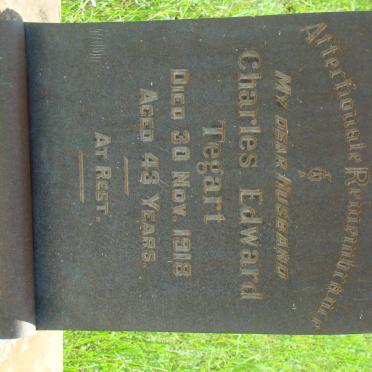 Affectionate Remembrance
OF
MY DEAR HUSBAND
Charles Edward
Tegart
DIED 30 NOV. 1918
AGED 43 YEARS.
AT REST.